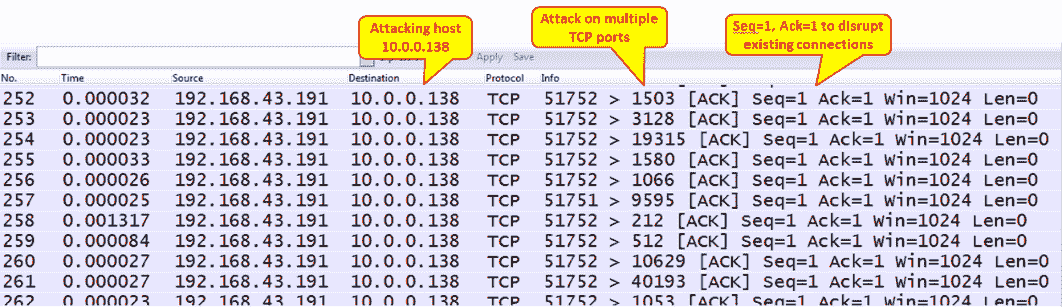 Attacking host
10.0.0.138
Attack on multiple
TCP ports
Seq=1, Ack=1 to disrupt
existing connections
Filter: Apply Save
No. Time Source Destination Protocol Info
252 0.000032 192.168.43.191 10.0.0.138 TCP 51752 > 1503 [ACK] Seq=1 Ack=1 Win=1024 Len=0
253 0.000023 192.168.43.191 10.0.0.138 TCP 51752 > 3128 [ACK] Seq=1 Ack=1 Win=1024 Len=0
254 0.000023 192.168.43.191 10.0.0.138 TCP 51752 > 19315 [ACK] Seq=1 Ack=1 Win=1024 Len=0
255 0.000033 192.168.43.191 10.0.0.138 TCP 51752 > 1580 [ACK] Seq=1 Ack=1 Win=1024 Len=0
256 0.000026 192.168.43.191 10.0.0.138 TCP 51752 > 1066 [ACK] Seq=1 Ack=1 Win=1024 Len=0
257 0.000025 192.168.43.191 10.0.0.138 TCP 51751 > 9595 [ACK] Seq=1 Ack=1 Win=1024 Len=0
258 0.001317 192.168.43.191 10.0.0.138 TCP 51752 > 212 [ACK] Seq=1 Ack=1 Win=1024 Len=0
259 0.000084 192.168.43.191 10.0.0.138 TCP 51752 > 512 [ACK] Seq=1 Ack=1 Win=1024 Len=0
260 0.000027 192.168.43.191 10.0.0.138 TCP 51752 > 10629 [ACK] Seq=1 Ack=1 Win=1024 Len=0
261 0.000027 192.168.43.191 10.0.0.138 TCP 51752 > 40193 [ACK] Seq=1 Ack=1 Win=1024 Len=0
262 0.000023 192.168.43.191 10.0.0.138 TCP 51752 > 1053 [ACK] Seq=1 Ack=1 Win=1024 Len=0